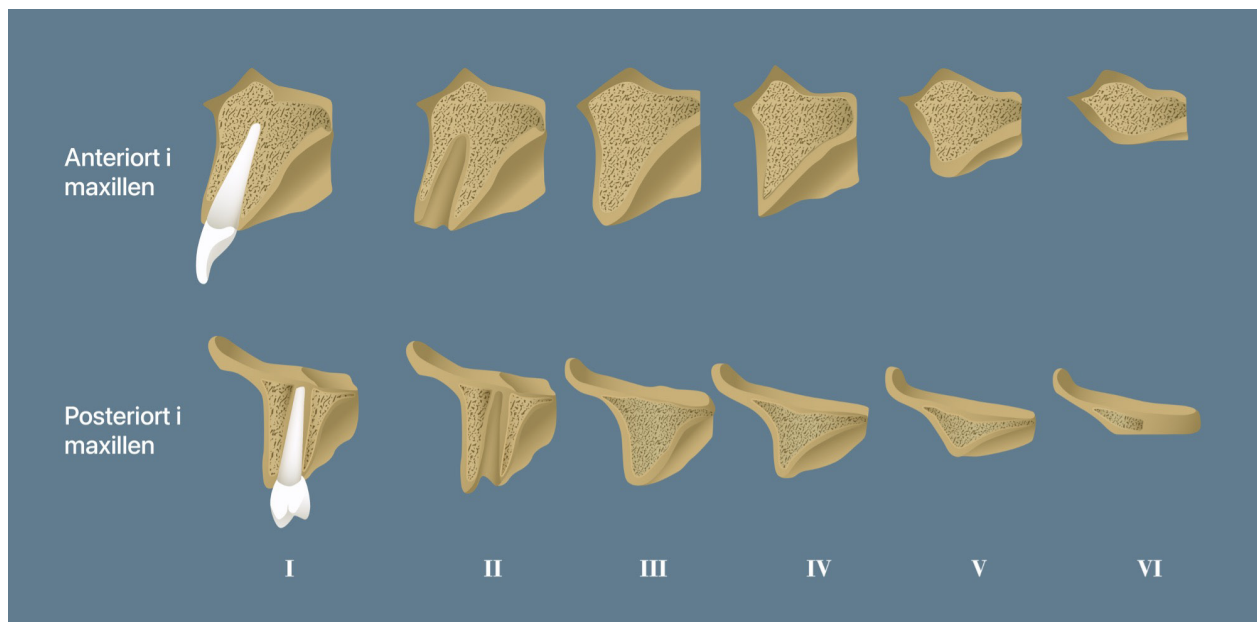 Anteriort i
maxillen
Posteriort i
maxillen
I II III IV V VI